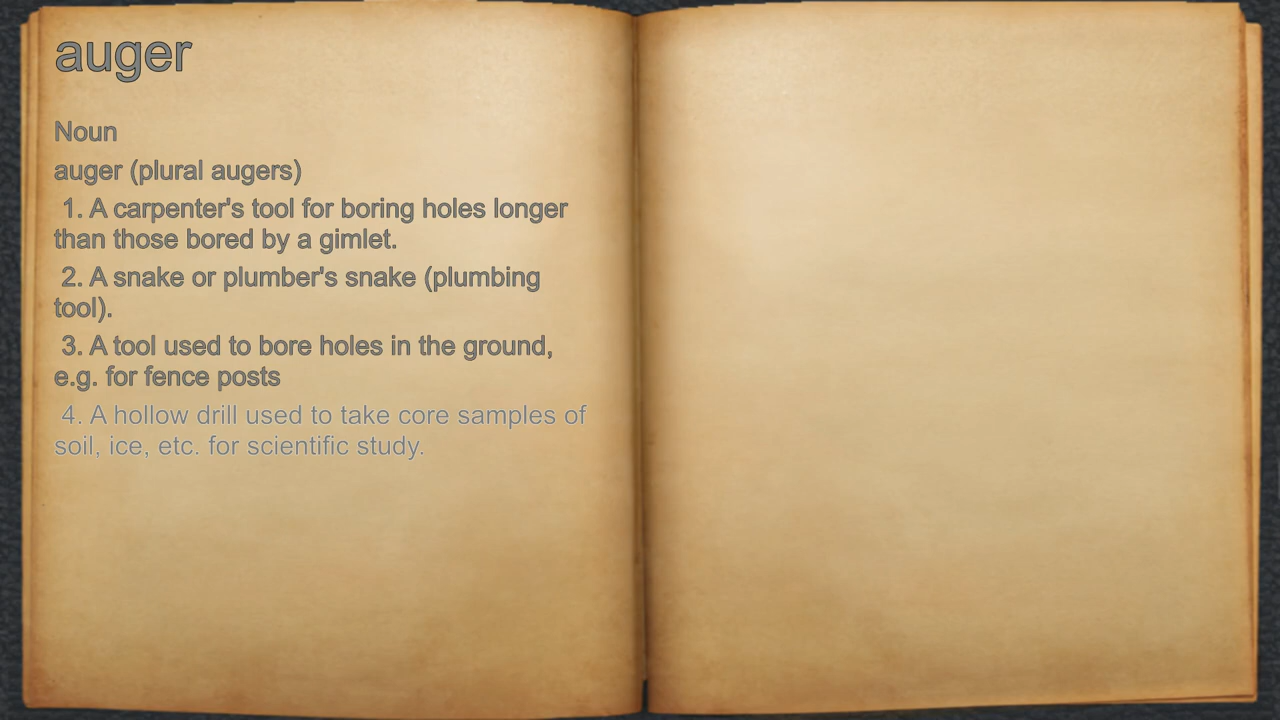 auger
Noun
auger (plural augers)
1. A carpenter's tool for boring holes longer
than those bored by a gimlet.
2. A snake or plumber's snake (plumbing
tool).
3. A tool used to bore holes in the ground,
e.g. for fence posts
4. A hollow drill used to take core samples of
soil, ice, etc. for scientific study.